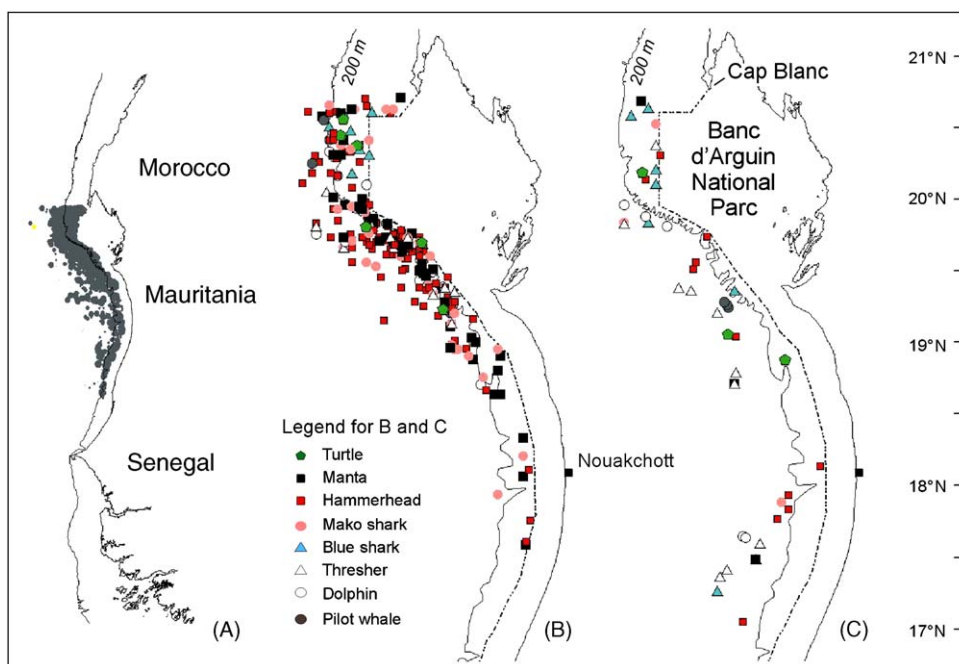 Morocco
Mauritania
Senegal
(A)
200 m
Legend for B and C
Turtle
Manta
Hammerhead
Mako shark
Blue shark
Thresher
Dolphin
Pilot whale
Nouakchott
(B)
200 m
Cap Blanc
Banc
d'Arguin
National
Parc
(C)
21°N
20°N
19°N
18°N
17°N